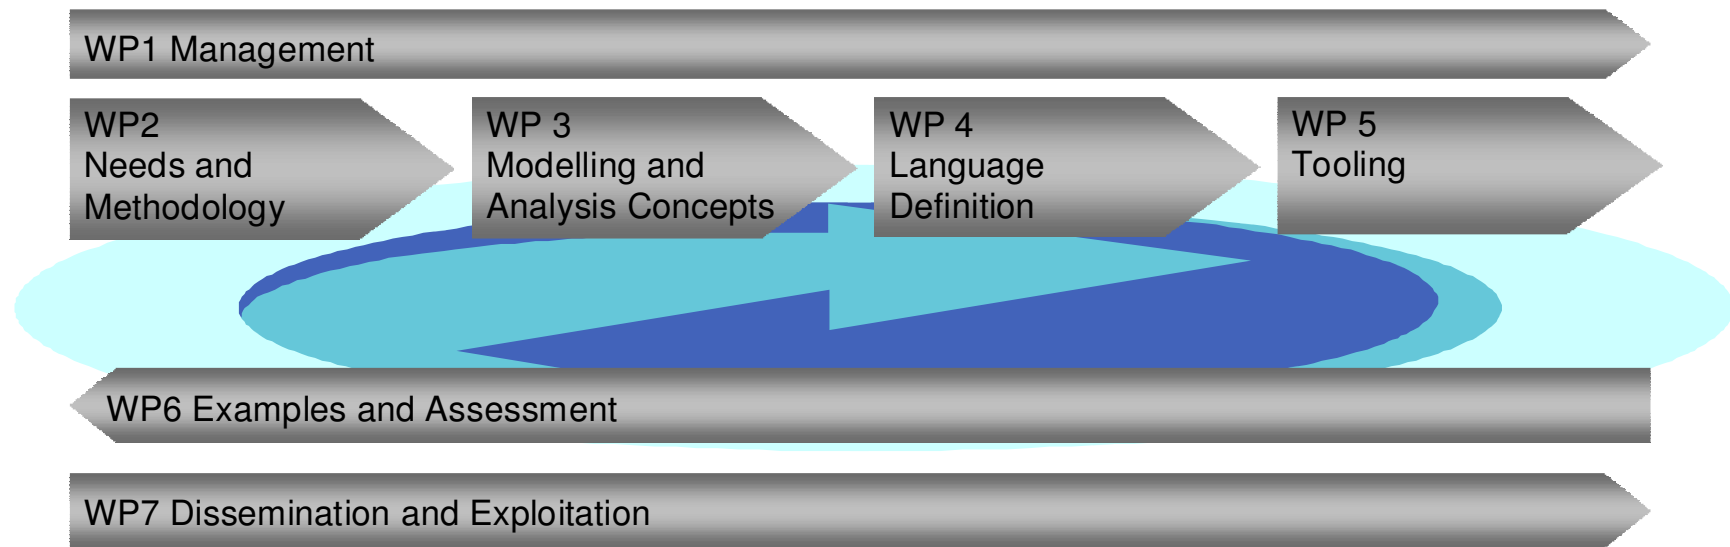 WP1 Management
WP2
Needs and
Methodology
WP 3
Modelling and
Analysis Concepts
WP 4
Language
Definition
WP 5
Tooling
WP6 Examples and Assessment
WP7 Dissemination and Exploitation